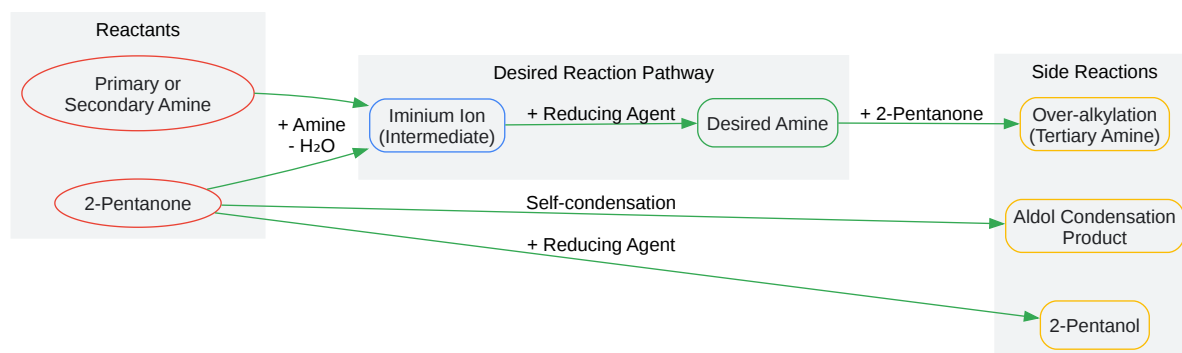 Reactants
Primary or
Secondary Amine
2-Pentanone
+ Amine
- H₂O
Desired Reaction Pathway
Iminium Ion
(Intermediate)
+ Reducing Agent
Desired Amine
+ 2-Pentanone
Self-condensation
+ Reducing Agent
Side Reactions
Over-alkylation
(Tertiary Amine)
Aldol Condensation
Product
2-Pentanol